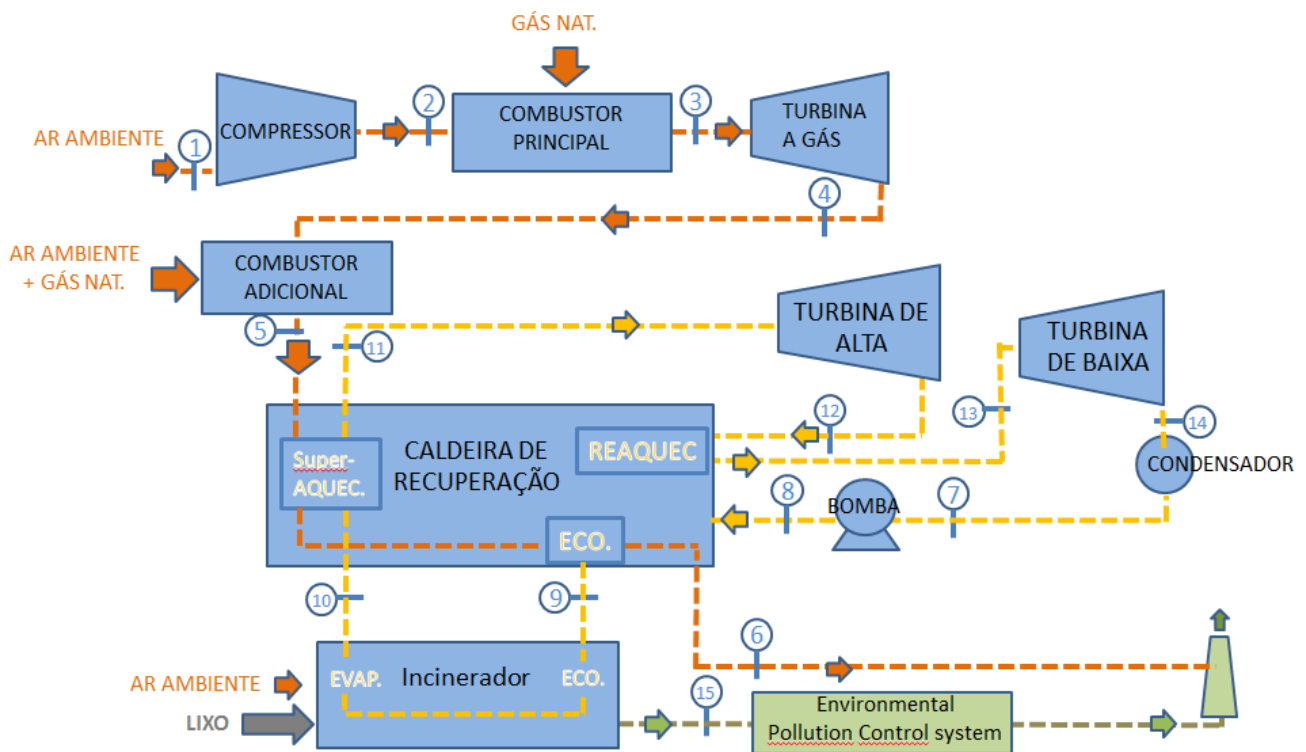 GÁS NAT.
AR AMBIENTE
1
COMPRESSOR
2
COMBUSTOR
PRINCIPAL
3
TURBINA
A GÁS
4
AR AMBIENTE
+ GÁS NAT.
COMBUSTOR
ADICIONAL
5
11
TURBINA DE
ALTA
TURBINA
DE BAIXA
12
13
14
Super-
AQUEC.
CALDEIRA DE
RECUPERAÇÃO
REAQUEC
CONDENSADOR
8
BOMBA
7
ECO.
10
9
6
AR AMBIENTE
LIXO
EVAP.
Incinerador
ECO.
15
Environmental
Pollution Control system